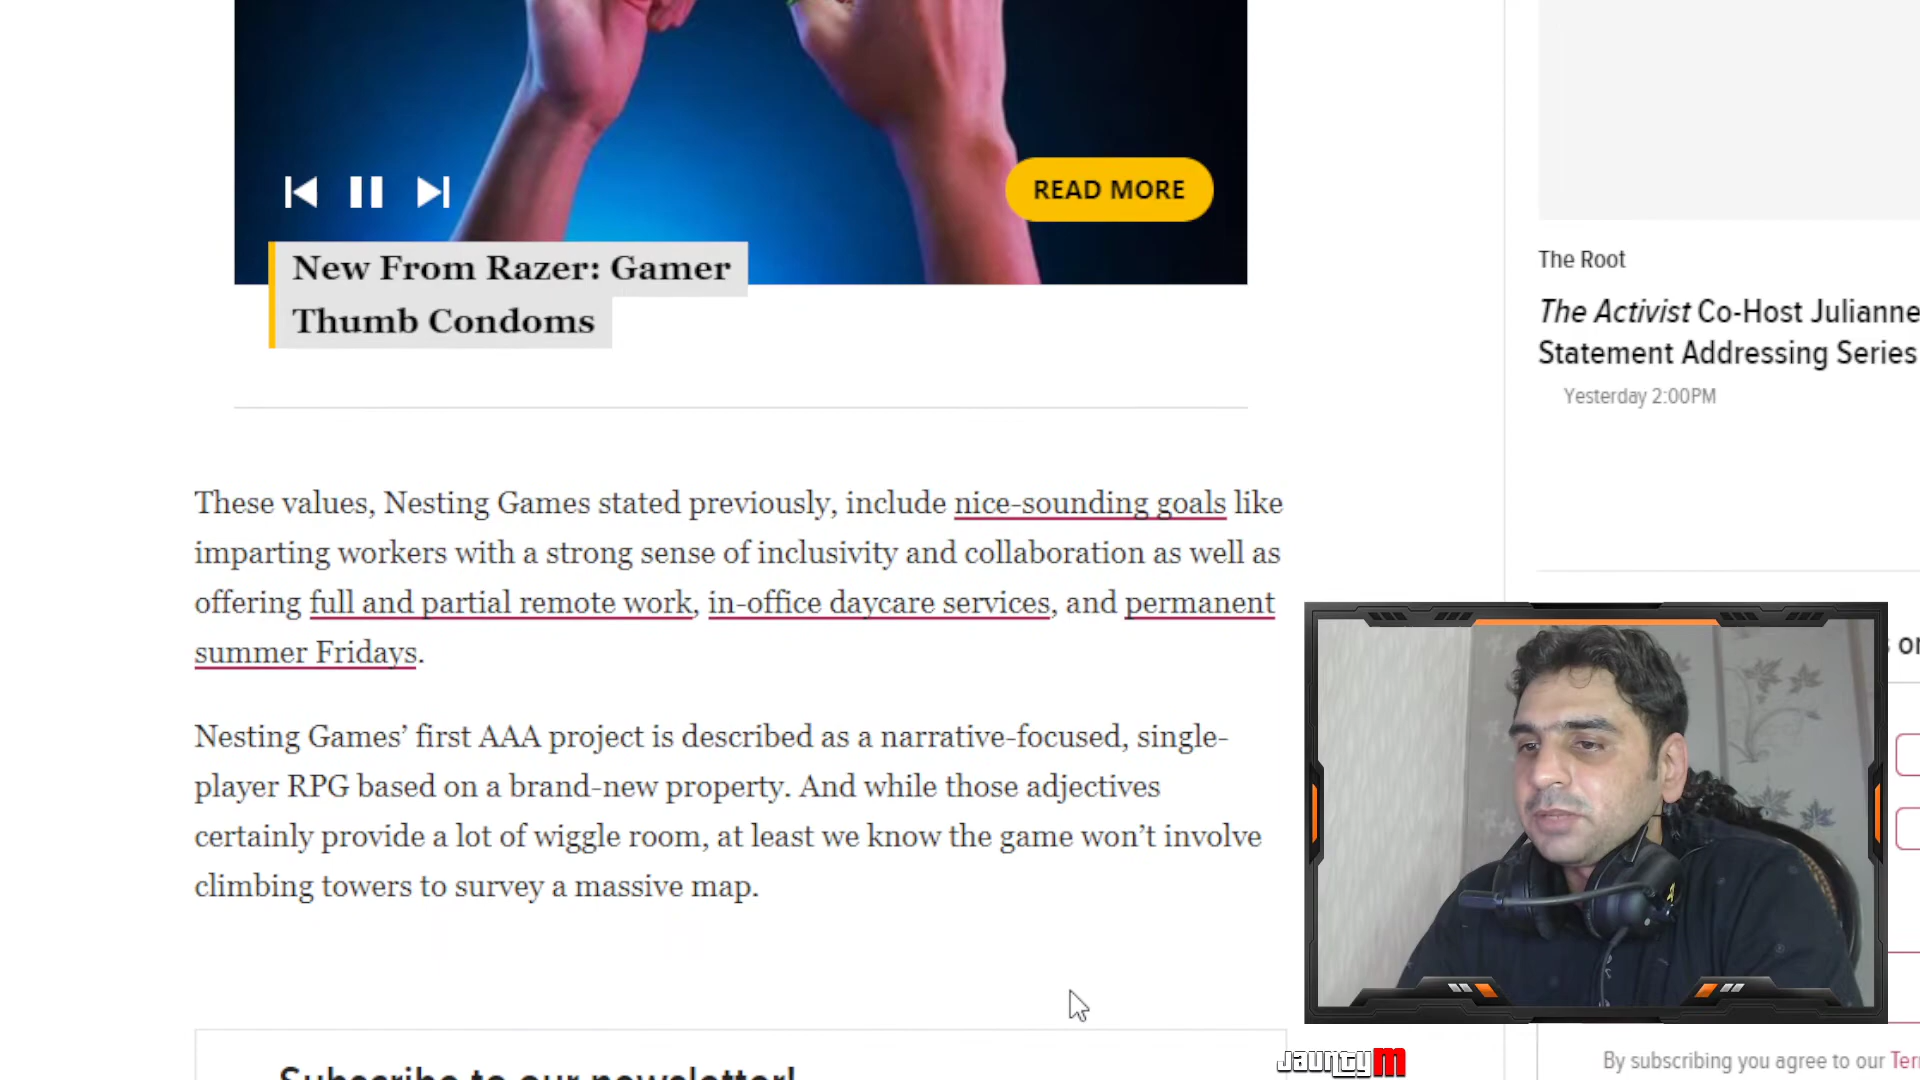 READ MORE
New From Razer: Gamer
Thumb Condoms
These values, Nesting Games stated previously, include nice-sounding goals like
imparting workers with a strong sense of inclusivity and collaboration as well as
offering full and partial remote work, in-office daycare services, and permanent
summer Fridays.
Nesting Games’ first AAA project is described as a narrative-focused, single-
player RPG based on a brand-new property. And while those adjectives
certainly provide a lot of wiggle room, at least we know the game won’t involve
climbing towers to survey a massive map.
Subscribe to our newsletter!
The Root
The Activist Co-Host Julianne
Statement Addressing Series
Yesterday 2:00PM
By subscribing you agree to our
JauntyM